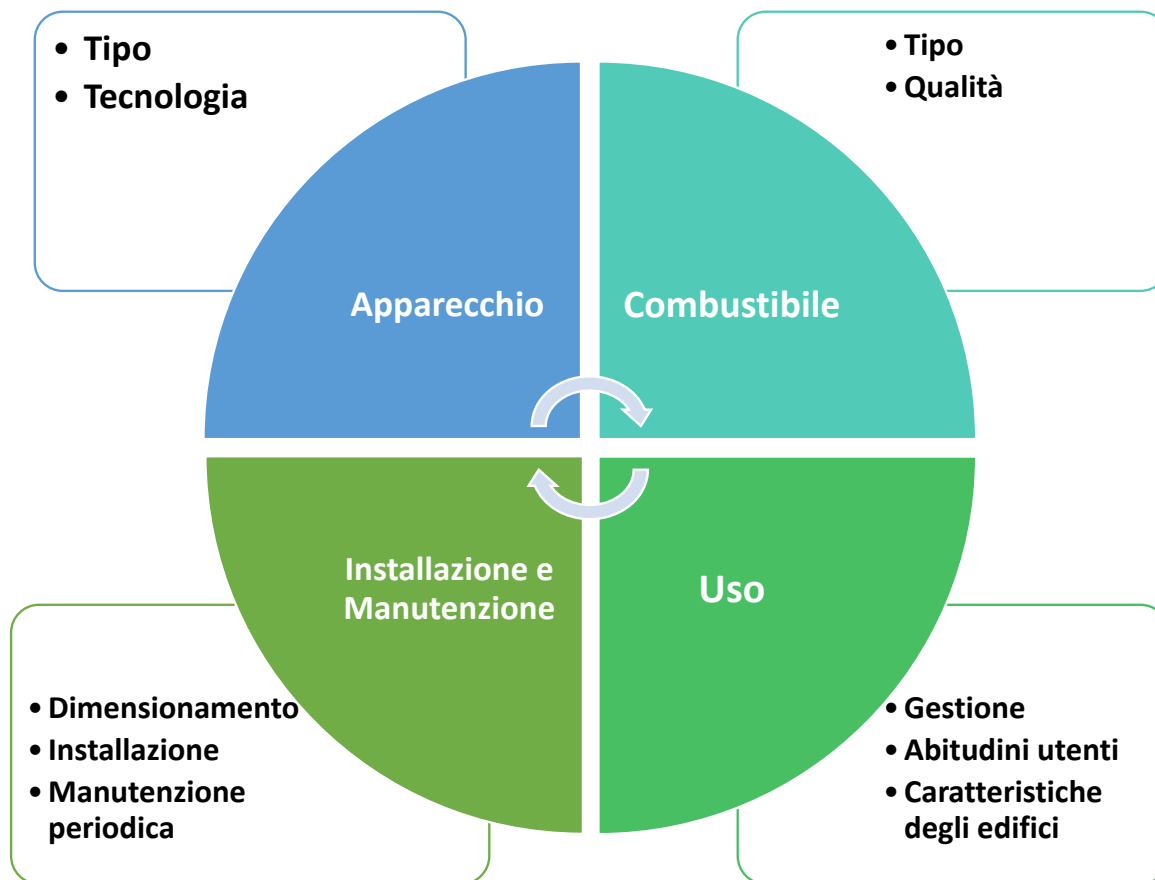 • Tipo
• Tecnologia
• Tipo
• Qualità
Apparecchio
Combustibile
Installazione e
Manutenzione
Uso
• Dimensionamento
• Installazione
• Manutenzione
periodica
• Gestione
• Abitudini utenti
• Caratteristiche
degli edifici